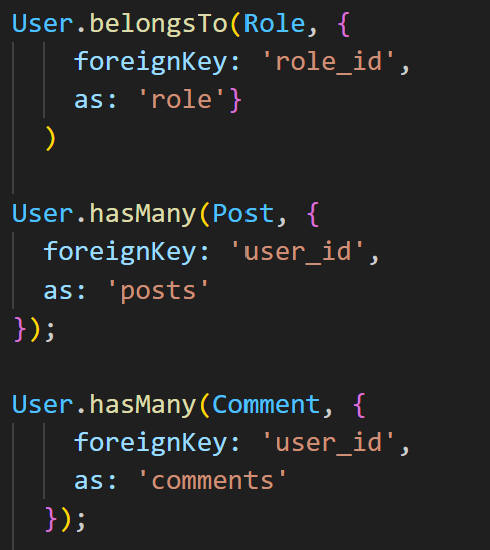 User.belongsTo(Role, {
    foreignKey: 'role_id',
    as: 'role'}
  )

User.hasMany(Post, {
  foreignKey: 'user_id',
  as: 'posts'
});

User.hasMany(Comment, {
    foreignKey: 'user_id',
    as: 'comments'
  });